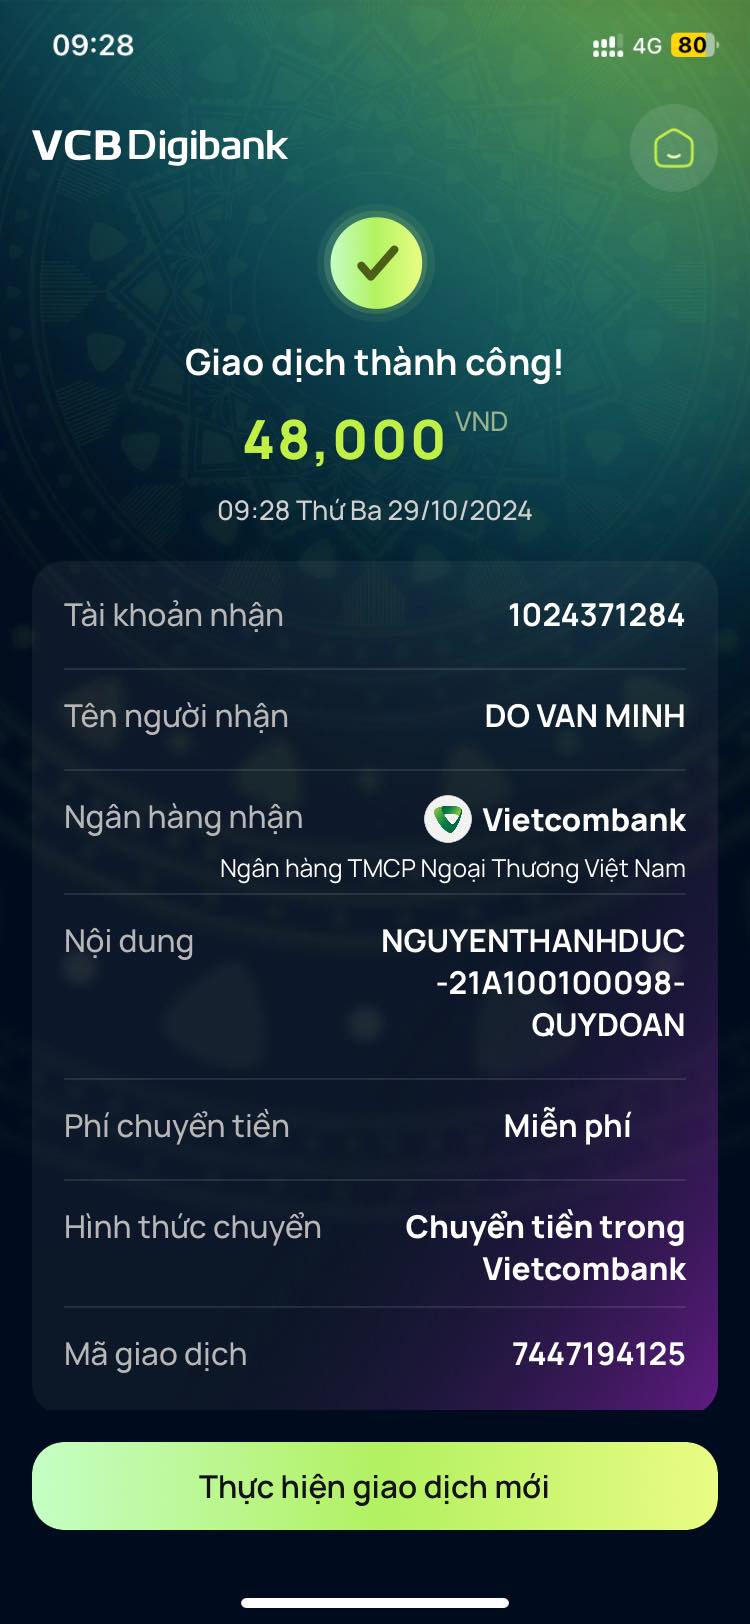 09:28
4G
80
VCB Digibank
Giao dịch thành công!
48,000 VND
09:28 Thứ Ba 29/10/2024
Tài khoản nhận 1024371284
Tên người nhận DO VAN MINH
Ngân hàng nhận Vietcombank
Ngân hàng TMCP Ngoại Thương Việt Nam
Nội dung NGUYENTHANHDUC
-21A100100098-
QUYDOAN
Phí chuyển tiền Miễn phí
Hình thức chuyển Chuyển tiền trong
Vietcombank
Mã giao dịch 7447194125
Thực hiện giao dịch mới